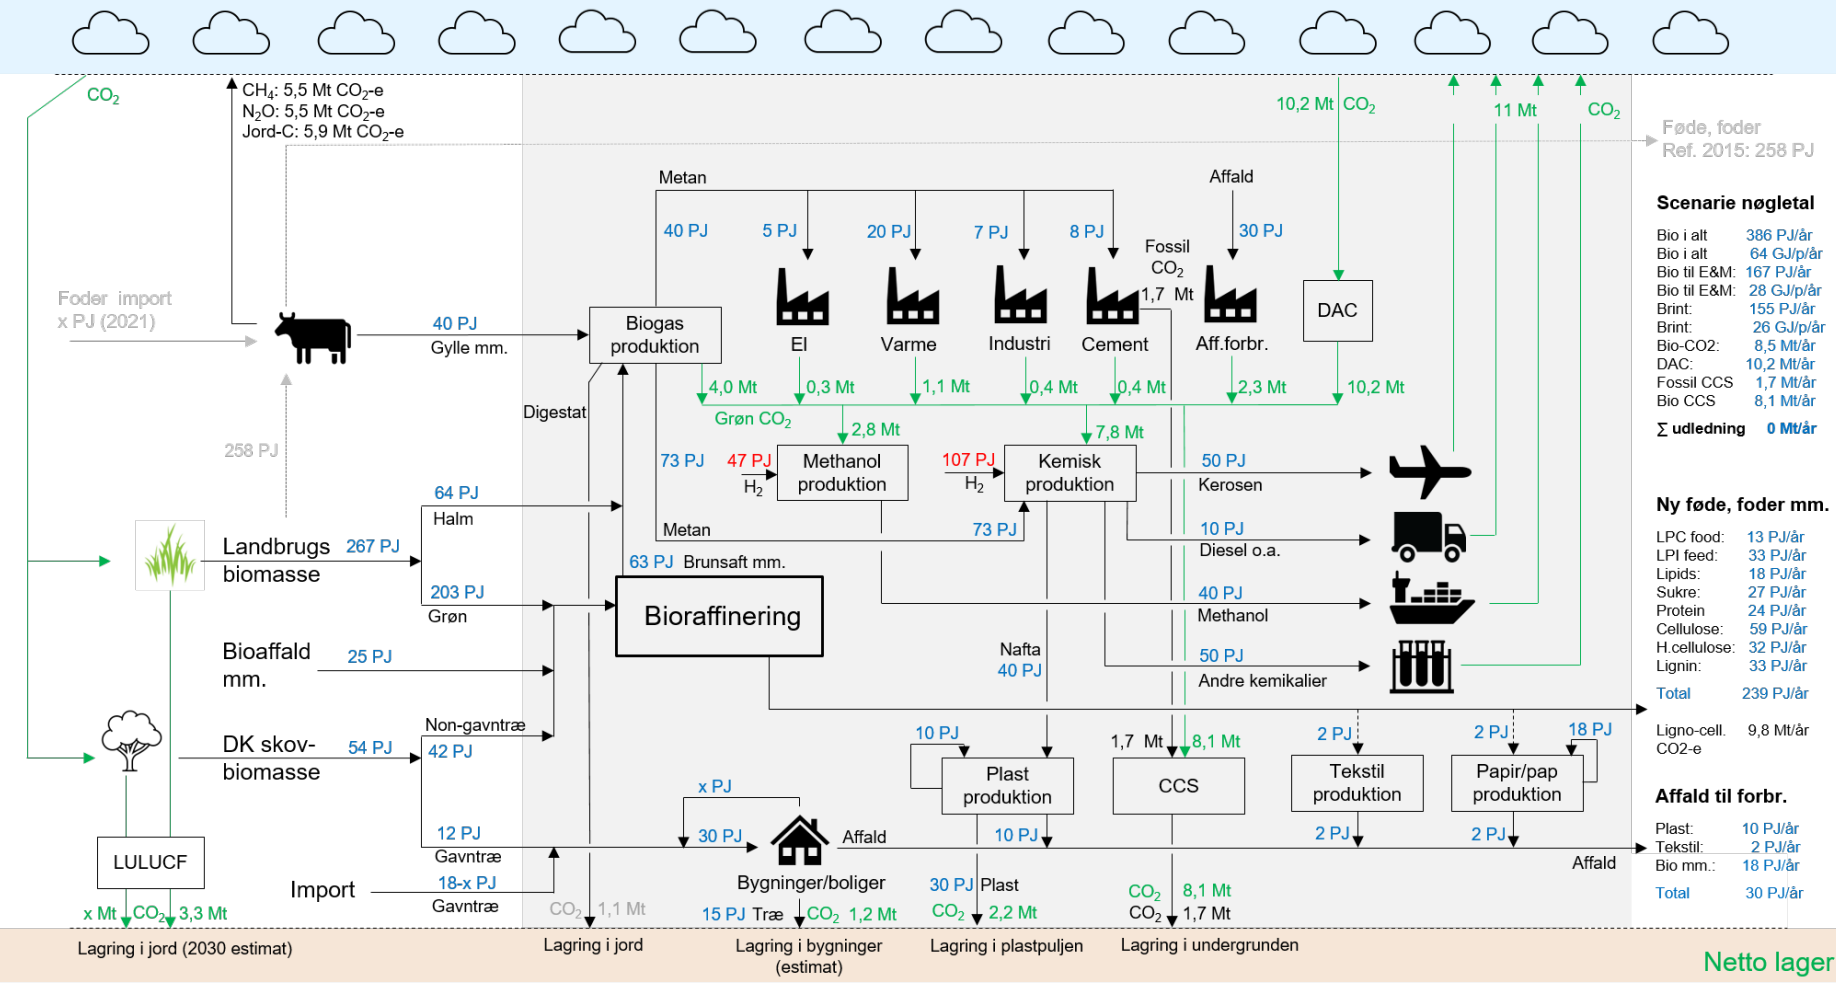 CO₂
CH₄: 5,5 Mt CO₂-e
N₂O: 5,5 Mt CO₂-e
Jord-C: 5,9 Mt CO₂-e
10,2 Mt CO₂
11 Mt
CO₂
Føde, foder
Ref. 2015: 258 PJ
Metan
Affald
40 PJ
5 PJ
20 PJ
7 PJ
8 PJ
30 PJ
Fossil
CO₂
1,7 Mt
Foder import
x PJ (2021)
DAC
40 PJ
Gylle mm.
Biogas
produktion
El
Varme
Industri
Cement
Aff.forbr.
4,0 Mt
0,3 Mt
1,1 Mt
0,4 Mt
0,4 Mt
2,3 Mt
10,2 Mt
Digestat
Grøn CO₂
2,8 Mt
7,8 Mt
258 PJ
73 PJ
47 PJ
H₂
Methanol
produktion
107 PJ
H₂
Kemisk
produktion
50 PJ
Kerosen
64 PJ
Halm
Metan
73 PJ
10 PJ
Diesel o.a.
Landbrugs
biomasse
267 PJ
63 PJ Brunsaft mm.
203 PJ
Grøn
Bioraffinering
40 PJ
Methanol
Bioaffald
mm.
25 PJ
Nafta
40 PJ
50 PJ
Andre kemikalier
Non-gavntræ
42 PJ
DK skov-
biomasse
54 PJ
10 PJ
1,7 Mt
8,1 Mt
2 PJ
2 PJ
18 PJ
Plast
produktion
CCS
Tekstil
produktion
Papir/pap
produktion
x PJ
12 PJ
Gavntræ
30 PJ
Affald
10 PJ
2 PJ
2 PJ
Affald
LULUCF
Import
18-x PJ
Gavntræ
Bygninger/boliger
30 PJ Plast
CO₂ 2,2 Mt
CO₂ 8,1 Mt
CO₂ 1,7 Mt
x Mt CO₂ 3,3 Mt
CO₂ 1,1 Mt
15 PJ Træ CO₂ 1,2 Mt
Lagring i jord (2030 estimat)
Lagring i jord
Lagring i bygninger
(estimat)
Lagring i plastpuljen
Lagring i undergrunden
Netto lager
Scenarie nøgletal
Bio i alt 386 PJ/år
Bio i alt 64 GJ/p/år
Bio til E&M: 167 PJ/år
Bio til E&M: 28 GJ/p/år
Brint: 155 PJ/år
Brint: 26 GJ/p/år
Bio-CO2: 8,5 Mt/år
DAC: 10,2 Mt/år
Fossil CCS 1,7 Mt/år
Bio CCS 8,1 Mt/år
∑ udledning 0 Mt/år
Ny føde, foder mm.
LPC food: 13 PJ/år
LPI feed: 33 PJ/år
Lipids: 18 PJ/år
Sukre: 27 PJ/år
Protein 24 PJ/år
Cellulose: 59 PJ/år
H.cellulose: 32 PJ/år
Lignin: 33 PJ/år
Total 239 PJ/år
Ligno-cell. 9,8 Mt/år
CO2-e
Affald til forbr.
Plast: 10 PJ/år
Tekstil: 2 PJ/år
Bio mm.: 18 PJ/år
Total 30 PJ/år